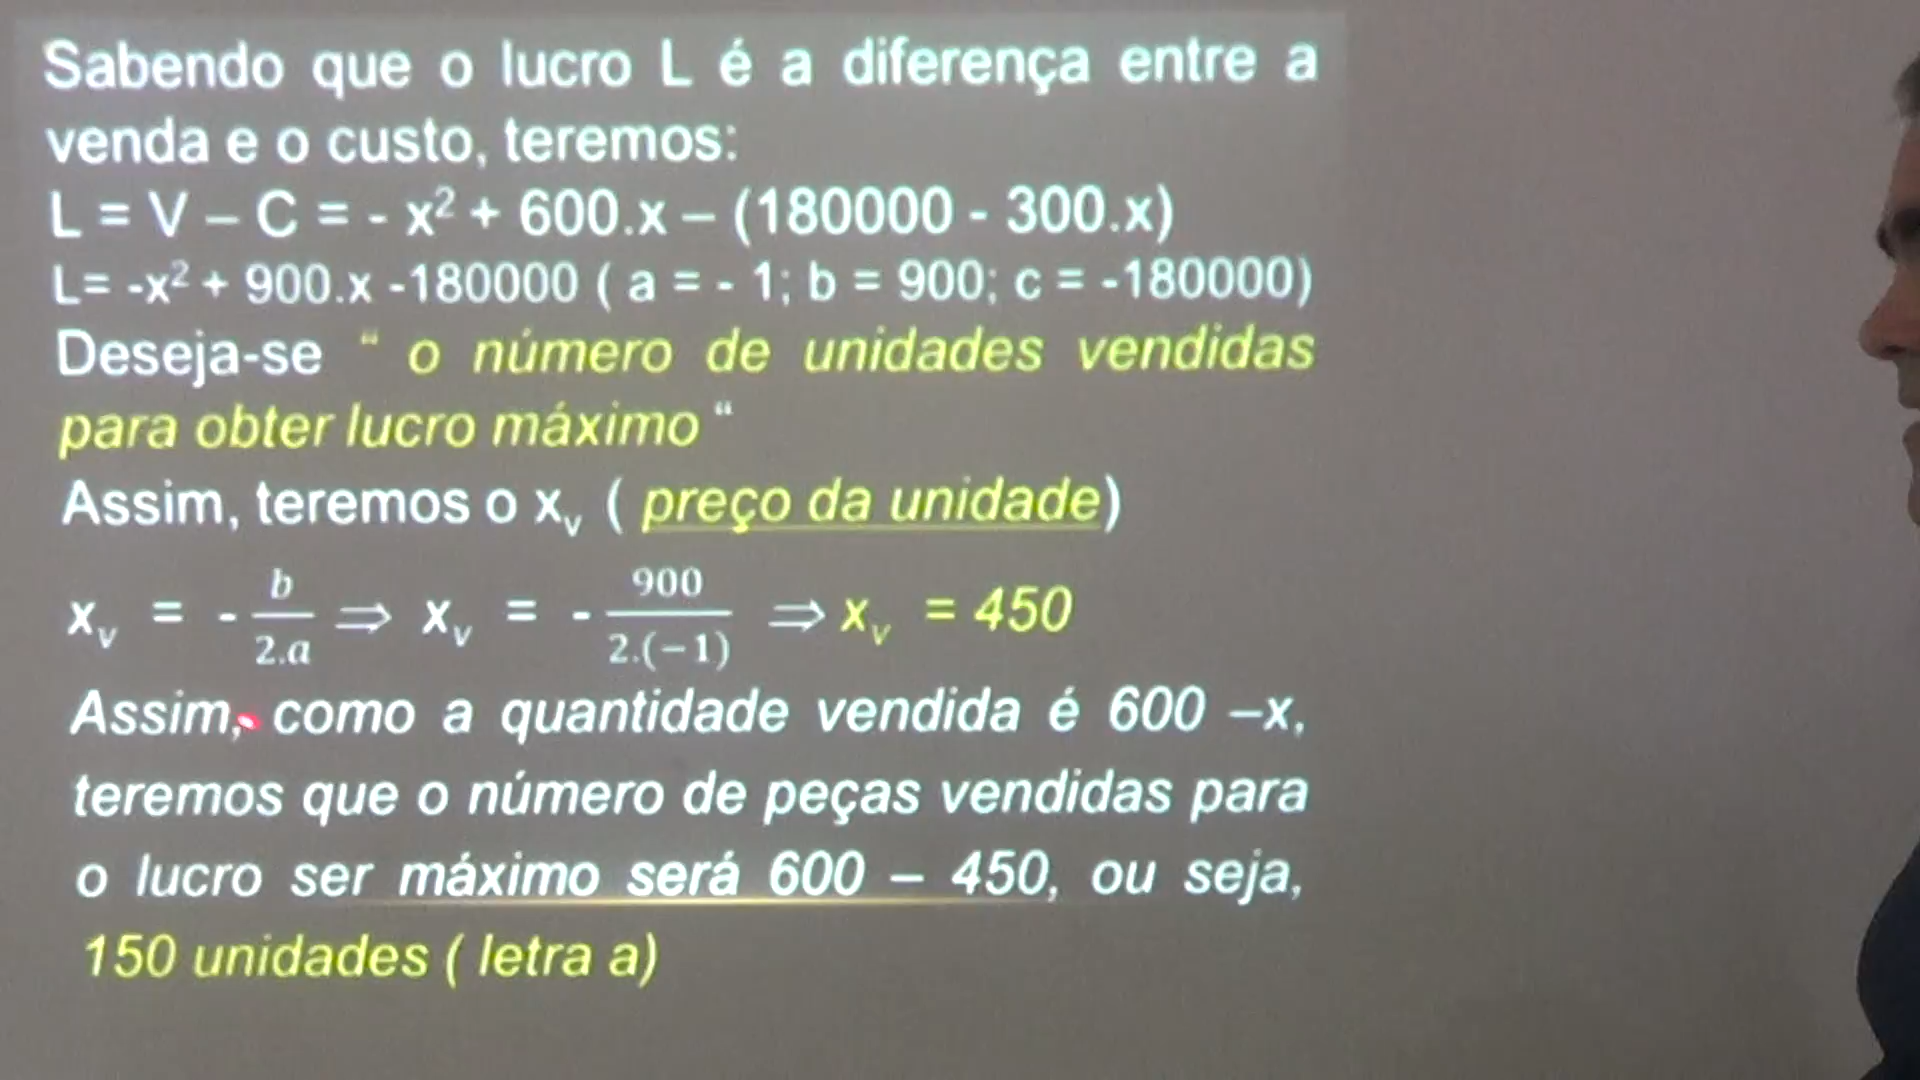 Sabendo que o lucro L é a diferença entre a
venda e o custo, teremos:
L = V – C = - x² + 600.x – (180000 - 300.x)
L= -x² + 900.x -180000 ( a = - 1; b = 900; c = -180000)
Deseja-se “ o número de unidades vendidas
para obter lucro máximo “
Assim, teremos o xᵥ ( preço da unidade)
xᵥ = - b/2.a ⇒ xᵥ = - 900/2.(−1) ⇒ xᵥ = 450
Assim, como a quantidade vendida é 600 –x,
teremos que o número de peças vendidas para
o lucro ser máximo será 600 – 450, ou seja,
150 unidades ( letra a)